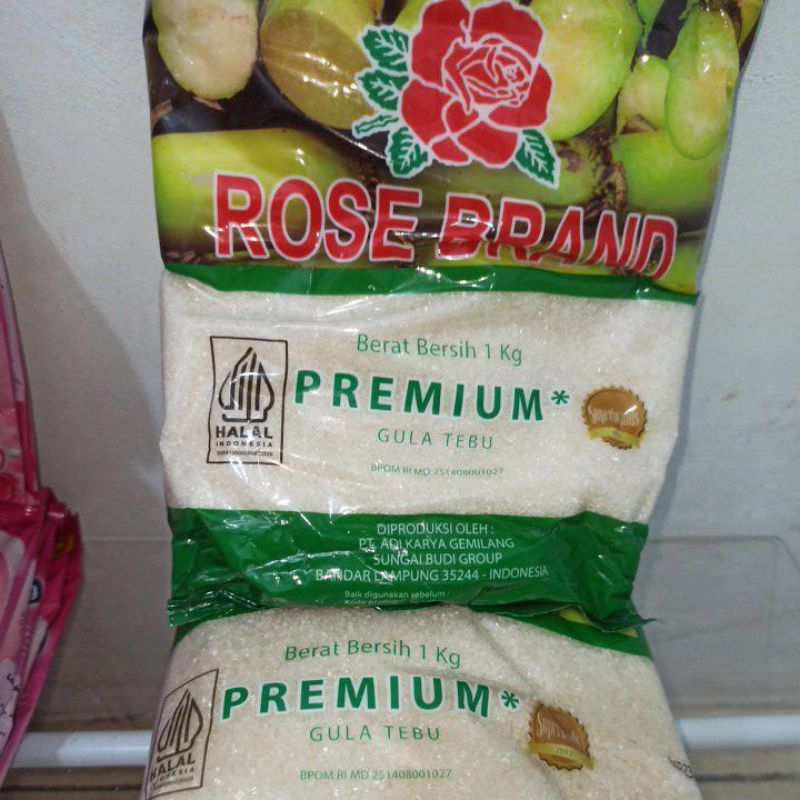 ROSE BRAND
Berat Bersih 1 Kg
PREMIUM*
GULA TEBU
BPOM RI MD 251408001027
HALAL
INDONESIA
Superbrands
DIPRODUKSI OLEH :
PT. ADI KARYA GEMILANG
SUNGAI BUDI GROUP
BANDAR LAMPUNG 35244 - INDONESIA
Baik digunakan sebelum :
Berat Bersih 1 Kg
PREMIUM*
GULA TEBU
BPOM RI MD 251408001027
HALAL
INDONESIA